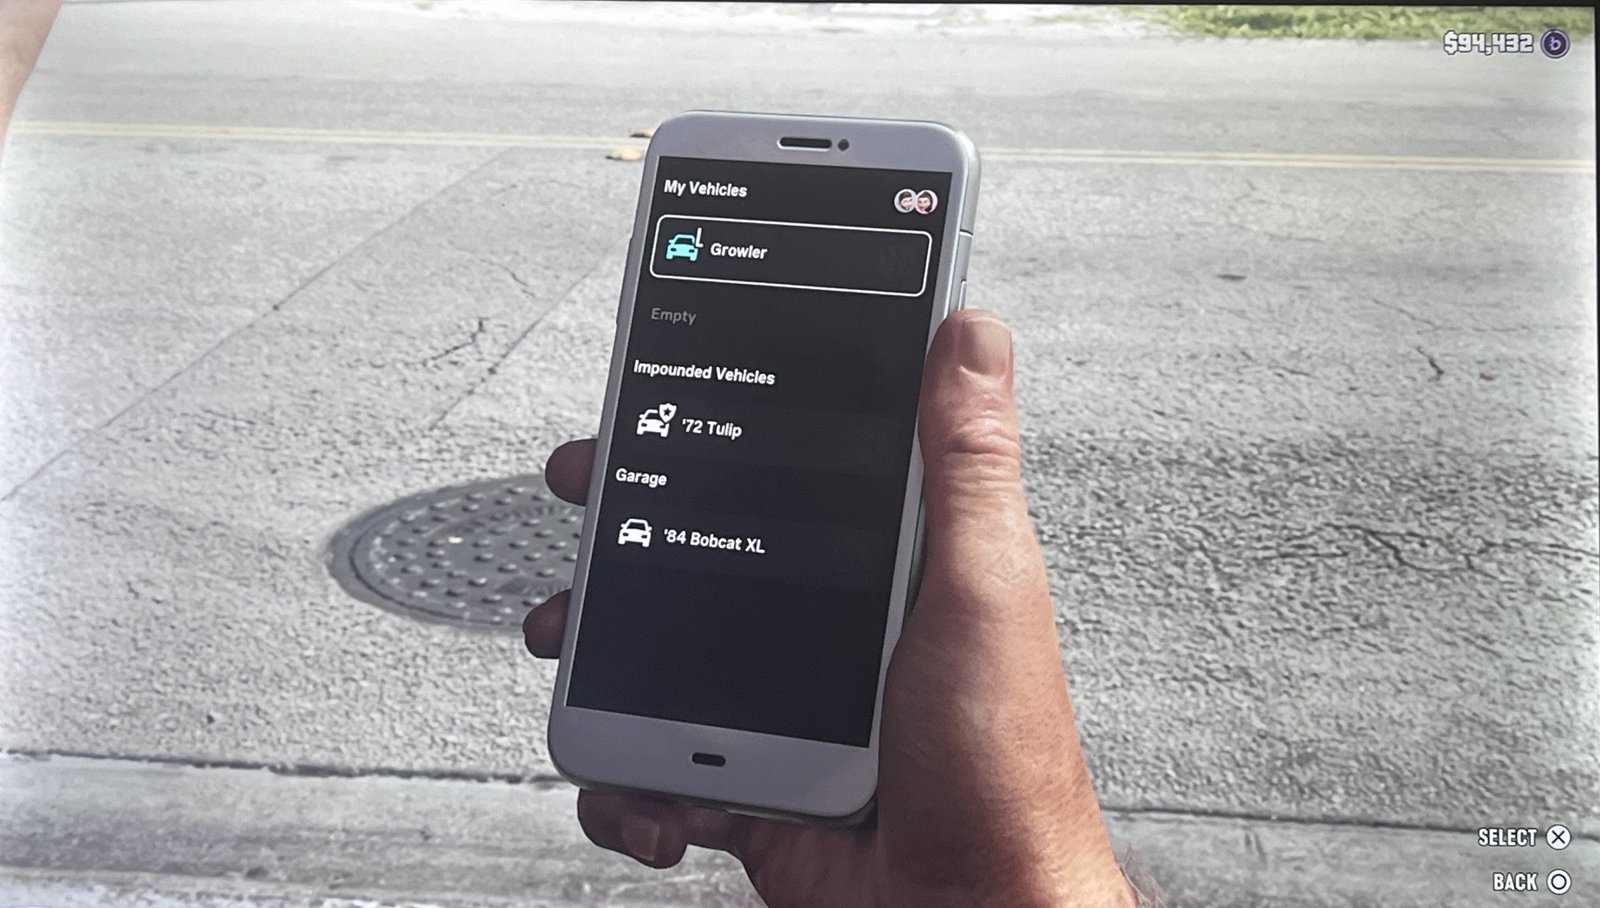 $94,432
My Vehicles
L
Growler
Empty
Impounded Vehicles
'72 Tulip
Garage
'84 Bobcat XL
SELECT
BACK